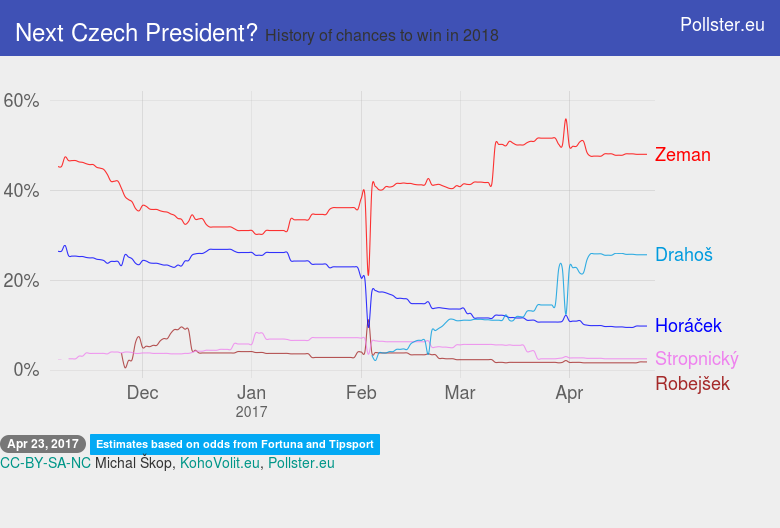 Next Czech President? History of chances to win in 2018
Pollster.eu
60%
40%
20%
0%
Zeman
Drahoš
Horáček
Stropnický
Robejšek
Dec
Jan
Feb
Mar
Apr
2017
Apr 23, 2017 Estimates based on odds from Fortuna and Tipsport
CC-BY-SA-NC Michal Škop, KohoVolit.eu, Pollster.eu